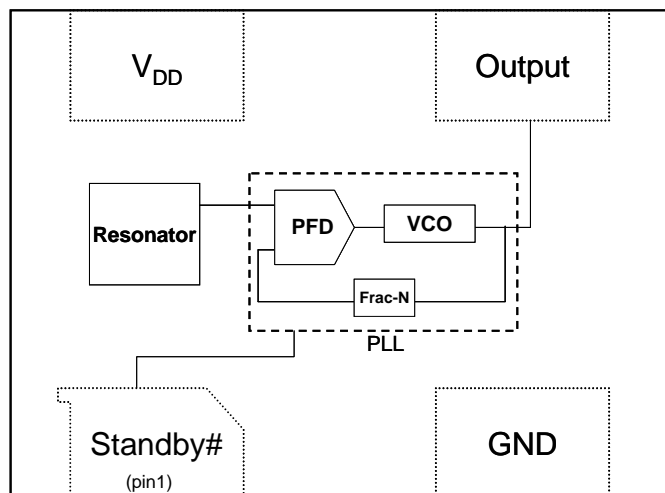 VDD
Output
Resonator
PFD
VCO
Frac-N
PLL
Standby#
(pin1)
GND